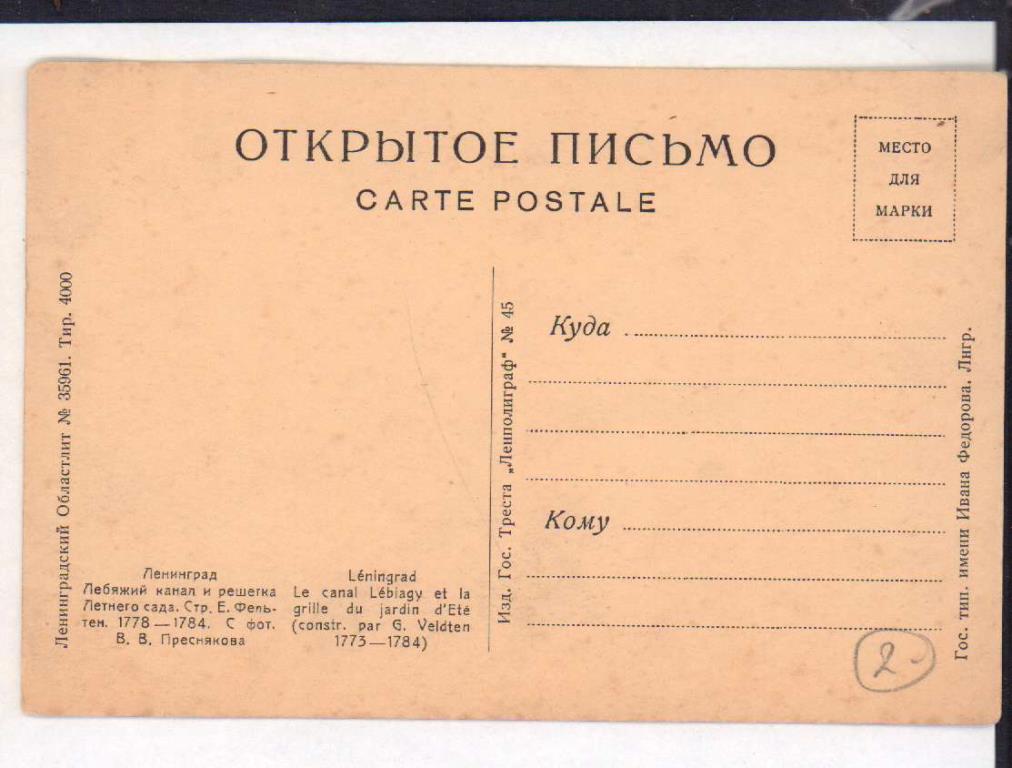 ОТКРЫТОЕ ПИСЬМО
CARTE POSTALE
МЕСТО
ДЛЯ
МАРКИ
Ленинградский Областлит № 35961. Тир. 4000
Ленинград
Лебяжий канал и решетка
Летнего сада. Стр. Е. Фель-
тен. 1778—1784. С фот.
В. В. Преснякова
Léningrad
Le canal Lébiagy et la
grille du jardin d'Eté
(constr. par G. Veldten
1773—1784)
Изд. Гос. Треста „Ленполиграф" № 45
Куда
Кому
Гос. тип. имени Ивана Федорова. Лнгр.
2-